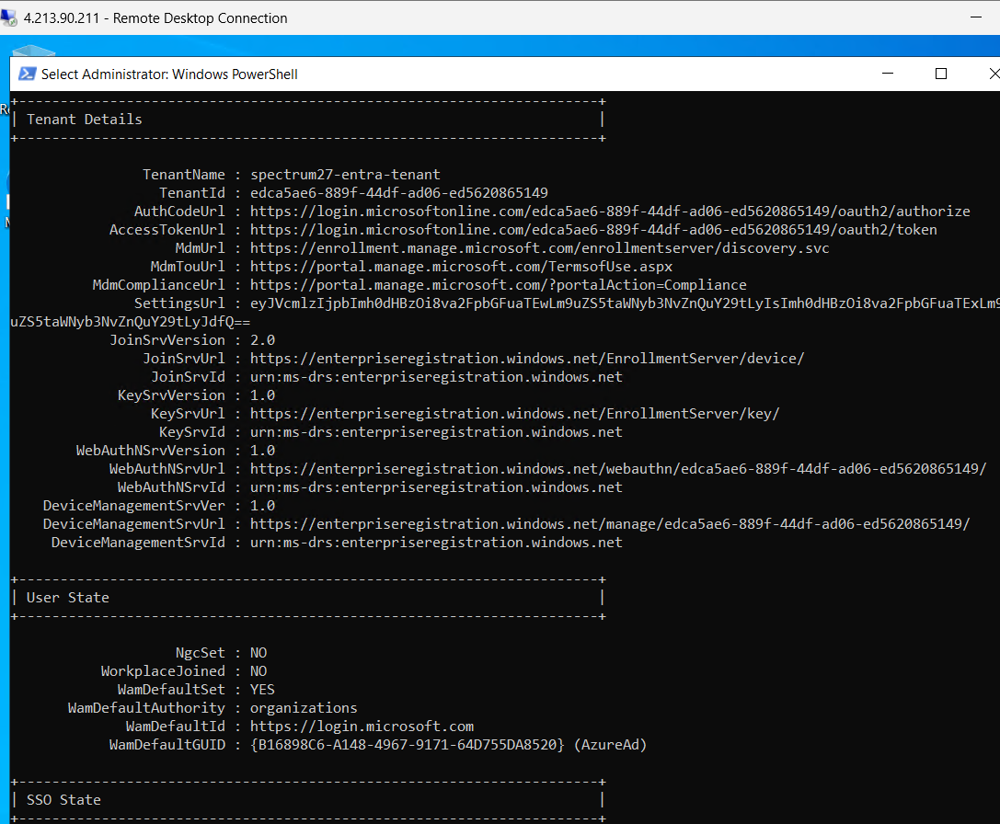 4.213.90.211 - Remote Desktop Connection
Select Administrator: Windows PowerShell
+----------------------------------------------------------------------+
| Tenant Details                                                       |
+----------------------------------------------------------------------+
TenantName : spectrum27-entra-tenant
TenantId : edca5ae6-889f-44df-ad06-ed5620865149
AuthCodeUrl : https://login.microsoftonline.com/edca5ae6-889f-44df-ad06-ed5620865149/oauth2/authorize
AccessTokenUrl : https://login.microsoftonline.com/edca5ae6-889f-44df-ad06-ed5620865149/oauth2/token
MdmUrl : https://enrollment.manage.microsoft.com/enrollmentserver/discovery.svc
MdmTouUrl : https://portal.manage.microsoft.com/TermsofUse.aspx
MdmComplianceUrl : https://portal.manage.microsoft.com/?portalAction=Compliance
SettingsUrl : eyJVcmlzIjpbImh0dHBzOi8va2FpbGFuaTEwLm9uZS5taWNyb3NvZnQuY29tLyIsImh0dHBzOi8va2FpbGFuaTExLm9
uZS5taWNyb3NvZnQuY29tLyJdfQ==
JoinSrvVersion : 2.0
JoinSrvUrl : https://enterpriseregistration.windows.net/EnrollmentServer/device/
JoinSrvId : urn:ms-drs:enterpriseregistration.windows.net
KeySrvVersion : 1.0
KeySrvUrl : https://enterpriseregistration.windows.net/EnrollmentServer/key/
KeySrvId : urn:ms-drs:enterpriseregistration.windows.net
WebAuthNSrvVersion : 1.0
WebAuthNSrvUrl : https://enterpriseregistration.windows.net/webauthn/edca5ae6-889f-44df-ad06-ed5620865149/
WebAuthNSrvId : urn:ms-drs:enterpriseregistration.windows.net
DeviceManagementSrvVer : 1.0
DeviceManagementSrvUrl : https://enterpriseregistration.windows.net/manage/edca5ae6-889f-44df-ad06-ed5620865149/
DeviceManagementSrvId : urn:ms-drs:enterpriseregistration.windows.net
+----------------------------------------------------------------------+
| User State                                                           |
+----------------------------------------------------------------------+
NgcSet : NO
WorkplaceJoined : NO
WamDefaultSet : YES
WamDefaultAuthority : organizations
WamDefaultId : https://login.microsoft.com
WamDefaultGUID : {B16898C6-A148-4967-9171-64D755DA8520} (AzureAd)
+----------------------------------------------------------------------+
| SSO State                                                            |
+----------------------------------------------------------------------+